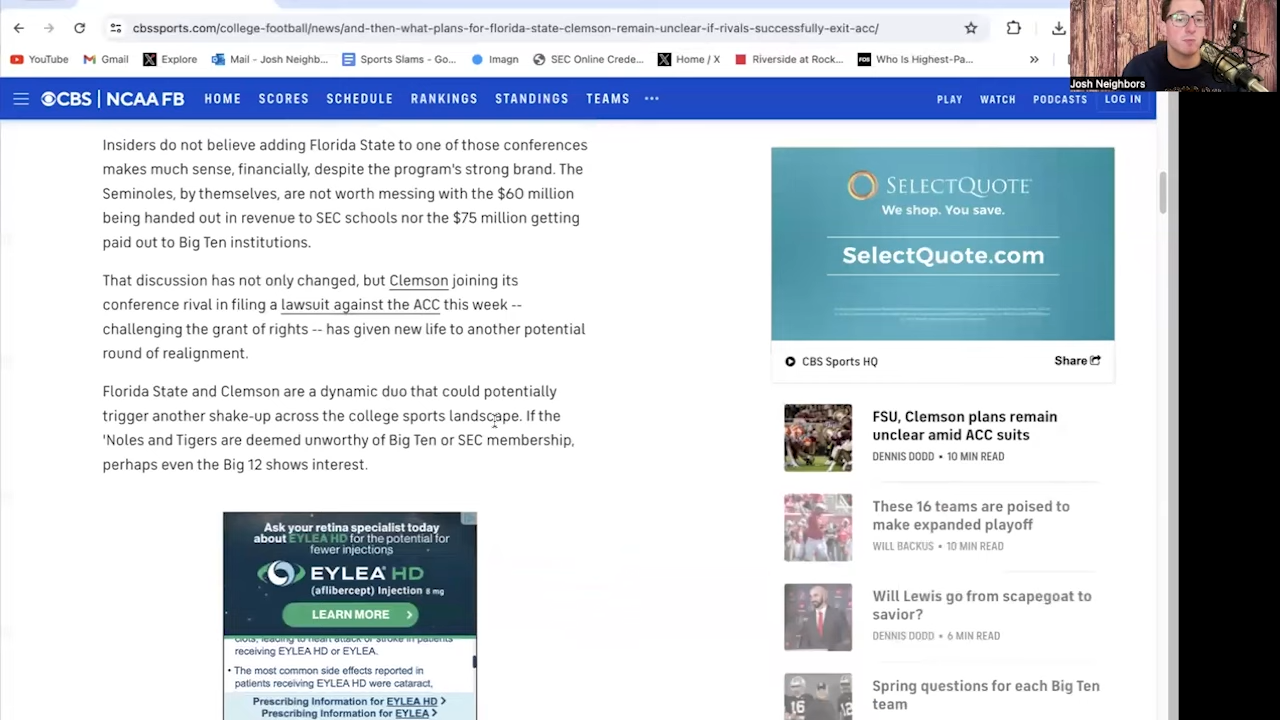 cbssports.com/college-football/news/and-then-what-plans-for-florida-state-clemson-remain-unclear-if-rivals-successfully-exit-acc/
YouTube Gmail Explore Mail - Josh Neighb... Sports Slams - Go... Imagn SEC Online Crede... Home / X Riverside at Rock... Who Is Highest-Pa... »
Josh Neighbors
CBS | NCAA FB HOME SCORES SCHEDULE RANKINGS STANDINGS TEAMS ••• PLAY WATCH PODCASTS LOG IN
Insiders do not believe adding Florida State to one of those conferences
makes much sense, financially, despite the program's strong brand. The
Seminoles, by themselves, are not worth messing with the $60 million
being handed out in revenue to SEC schools nor the $75 million getting
paid out to Big Ten institutions.
That discussion has not only changed, but Clemson joining its
conference rival in filing a lawsuit against the ACC this week --
challenging the grant of rights -- has given new life to another potential
round of realignment.
Florida State and Clemson are a dynamic duo that could potentially
trigger another shake-up across the college sports landscape. If the
'Noles and Tigers are deemed unworthy of Big Ten or SEC membership,
perhaps even the Big 12 shows interest.
Ask your retina specialist today
about EYLEA HD for the potential for
fewer injections
EYLEA HD
(aflibercept) Injection 8 mg
LEARN MORE >
clots, leading to heart attack or stroke in patients
receiving EYLEA HD or EYLEA.
• The most common side effects reported in
patients receiving EYLEA HD were cataract,
Prescribing Information for EYLEA HD >
Prescribing Information for EYLEA >
SELECTQUOTE
We shop. You save.
SelectQuote.com
CBS Sports HQ Share
FSU, Clemson plans remain
unclear amid ACC suits
DENNIS DODD • 10 MIN READ
These 16 teams are poised to
make expanded playoff
WILL BACKUS • 10 MIN READ
Will Lewis go from scapegoat to
savior?
DENNIS DODD • 6 MIN READ
Spring questions for each Big Ten
team